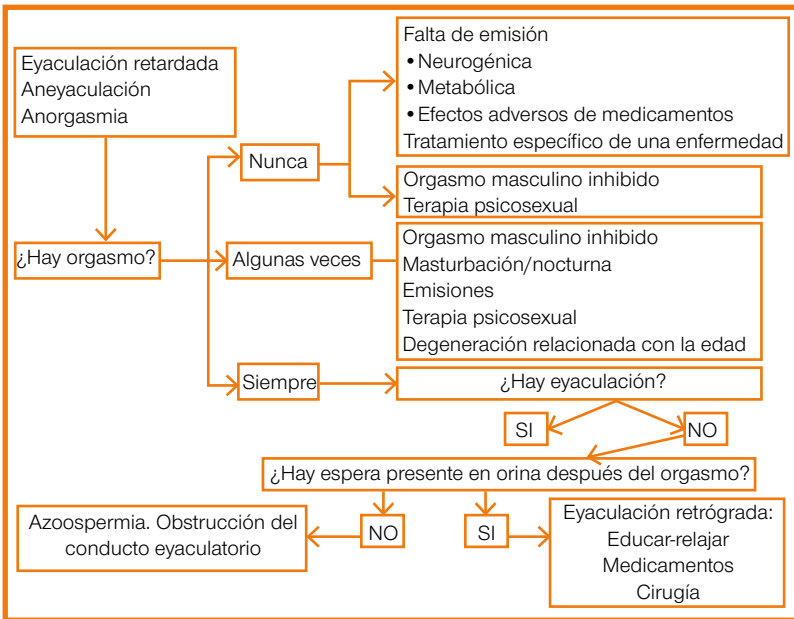 Eyaculación retardada
Aneyaculación
Anorgasmia
¿Hay orgasmo?
Nunca
Falta de emisión
• Neurogénica
• Metabólica
• Efectos adversos de medicamentos
Tratamiento específico de una enfermedad
Orgasmo masculino inhibido
Terapia psicosexual
Algunas veces
Orgasmo masculino inhibido
Masturbación/nocturna
Emisiones
Terapia psicosexual
Degeneración relacionada con la edad
Siempre
¿Hay eyaculación?
SI
NO
¿Hay espera presente en orina después del orgasmo?
NO
SI
Azoospermia. Obstrucción del
conducto eyaculatorio
Eyaculación retrógrada:
Educar-relajar
Medicamentos
Cirugía